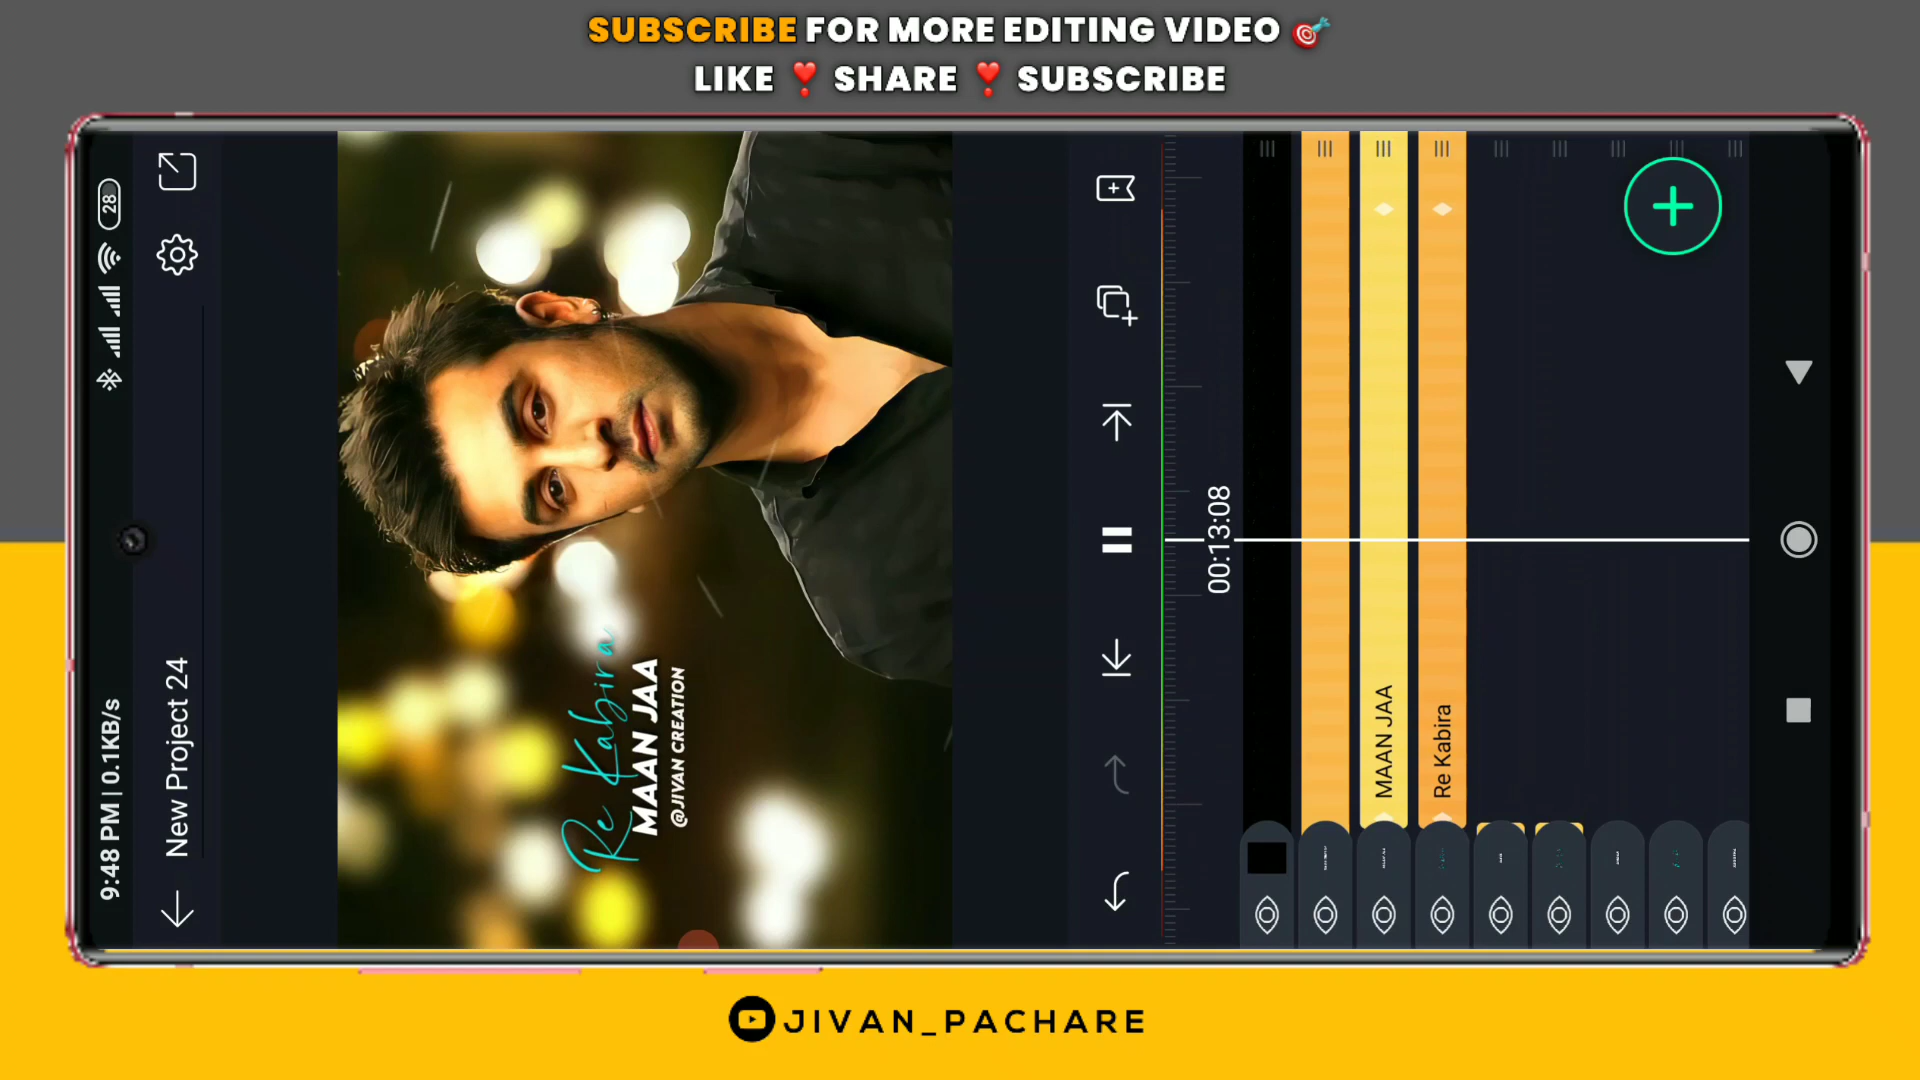 SUBSCRIBE FOR MORE EDITING VIDEO
LIKE SHARE SUBSCRIBE
9:48 PM | 0.1KB/s
28
New Project 24
Re Kabira
MAAN JAA
@JIVAN CREATION
00:13:08
MAAN JAA
Re Kabira
JIVAN_PACHARE